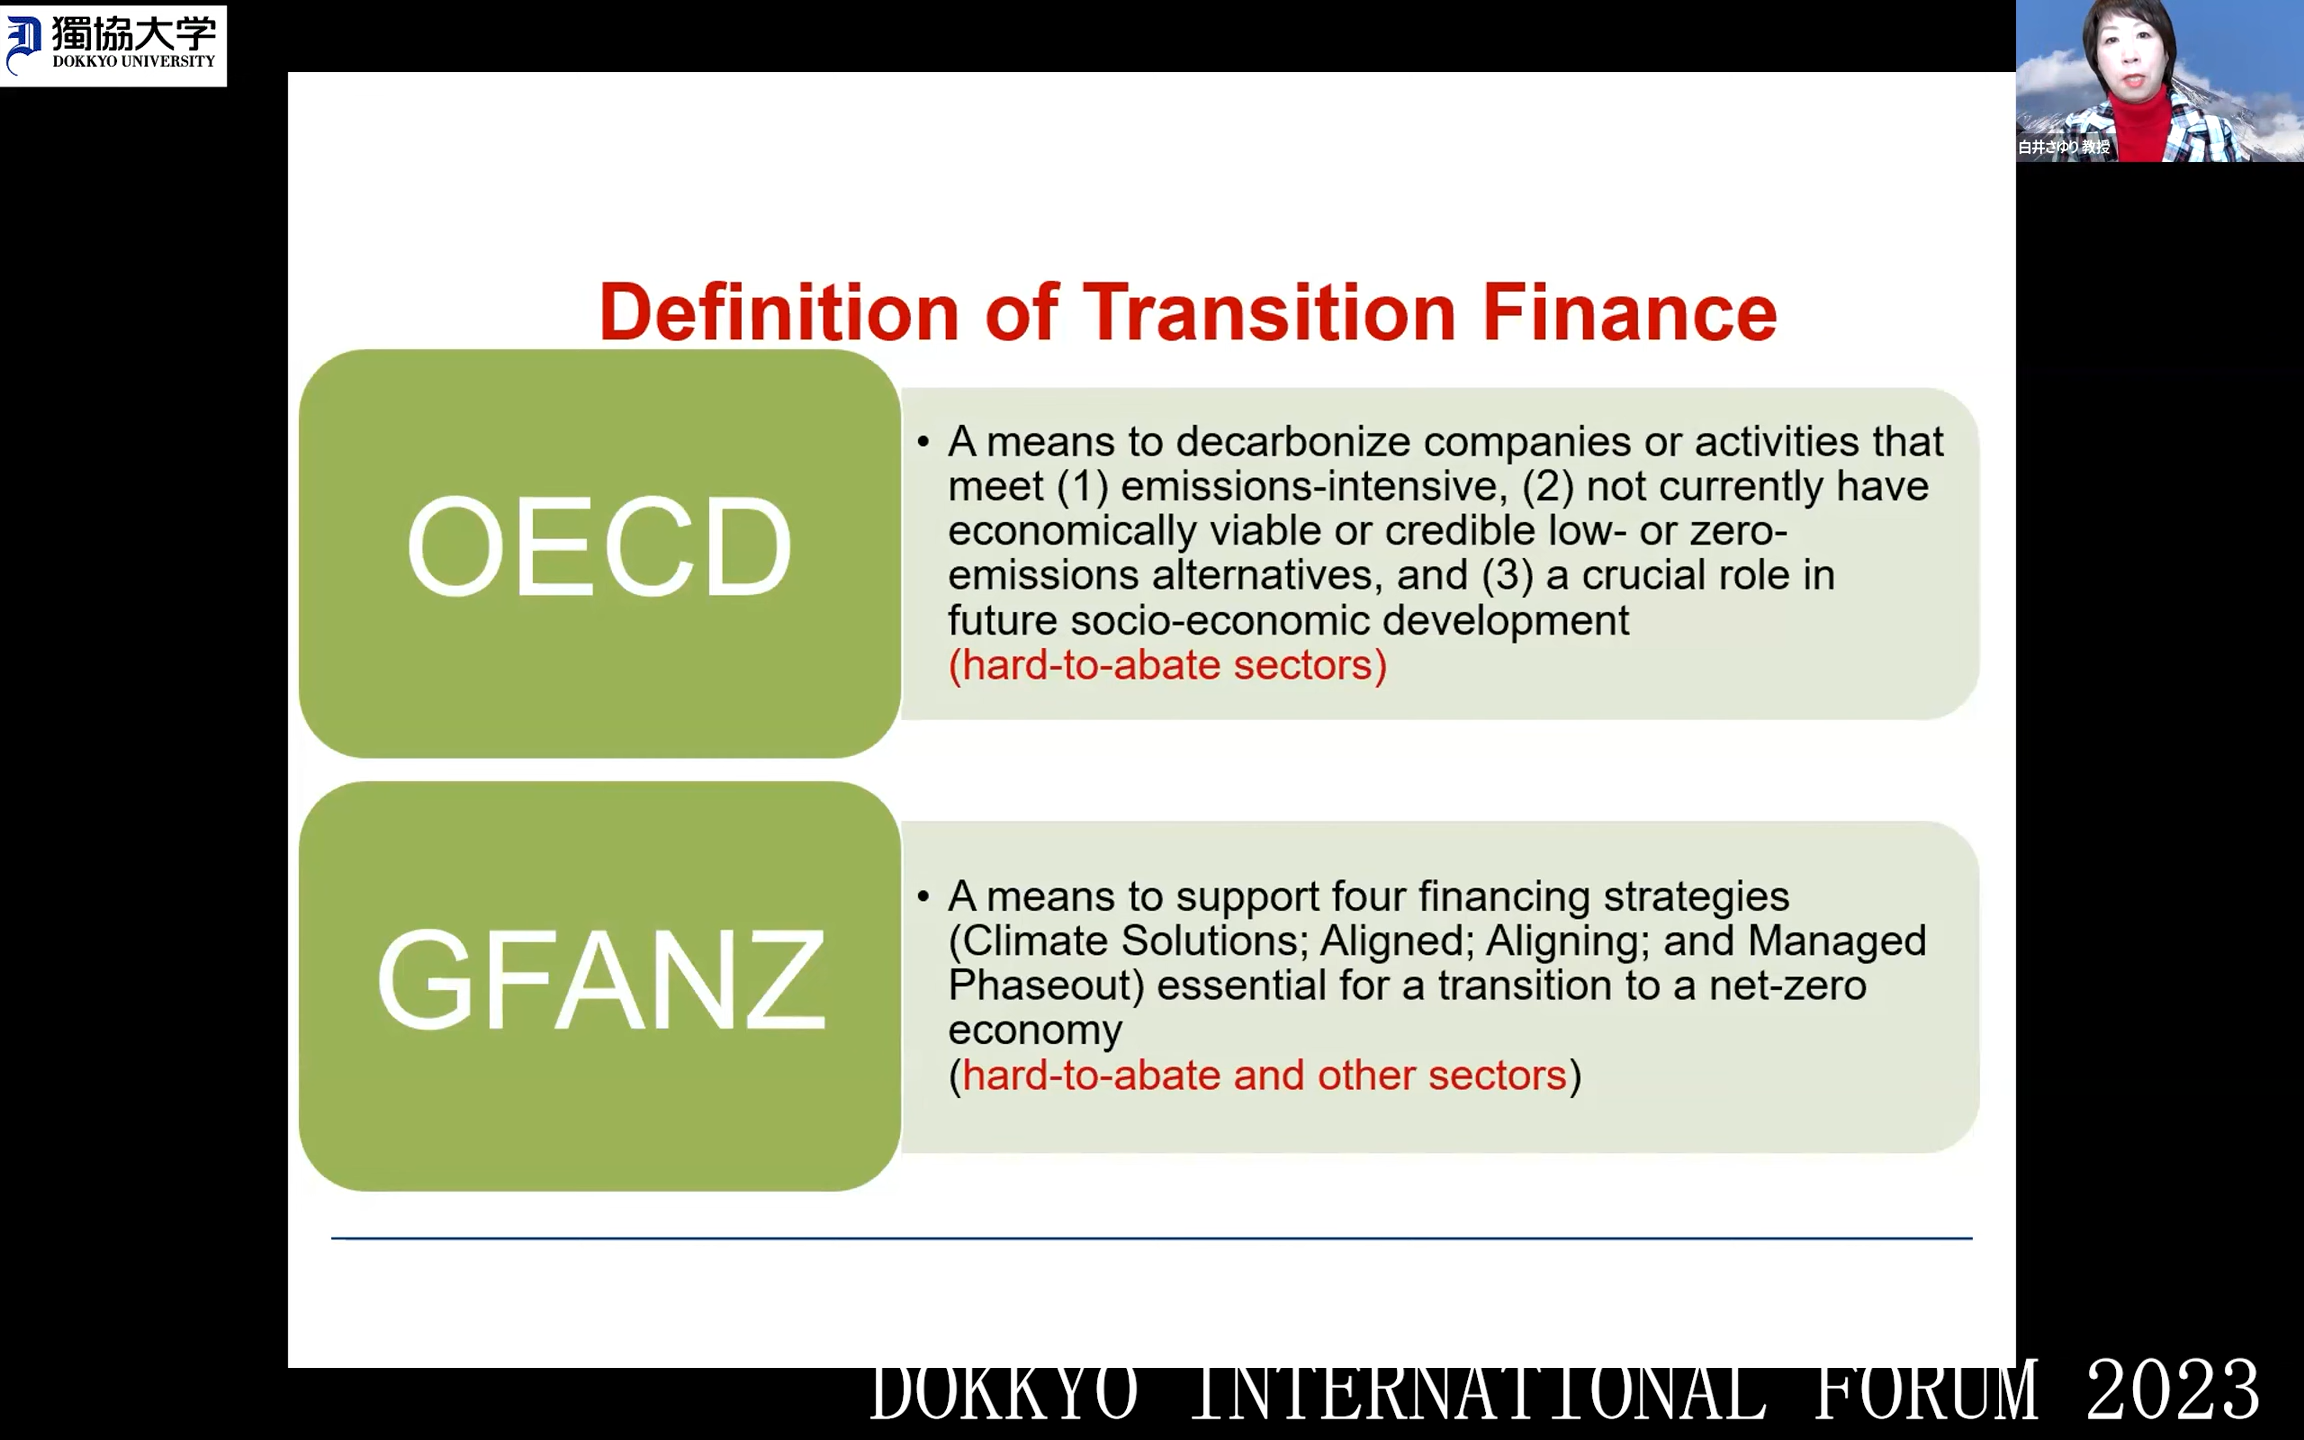 獨協大学
DOKKYO UNIVERSITY
白井さゆり 教授
Definition of Transition Finance
OECD
• A means to decarbonize companies or activities that
meet (1) emissions-intensive, (2) not currently have
economically viable or credible low- or zero-
emissions alternatives, and (3) a crucial role in
future socio-economic development
(hard-to-abate sectors)
GFANZ
• A means to support four financing strategies
(Climate Solutions; Aligned; Aligning; and Managed
Phaseout) essential for a transition to a net-zero
economy
(hard-to-abate and other sectors)
DOKKYO INTERNATIONAL FORUM 2023